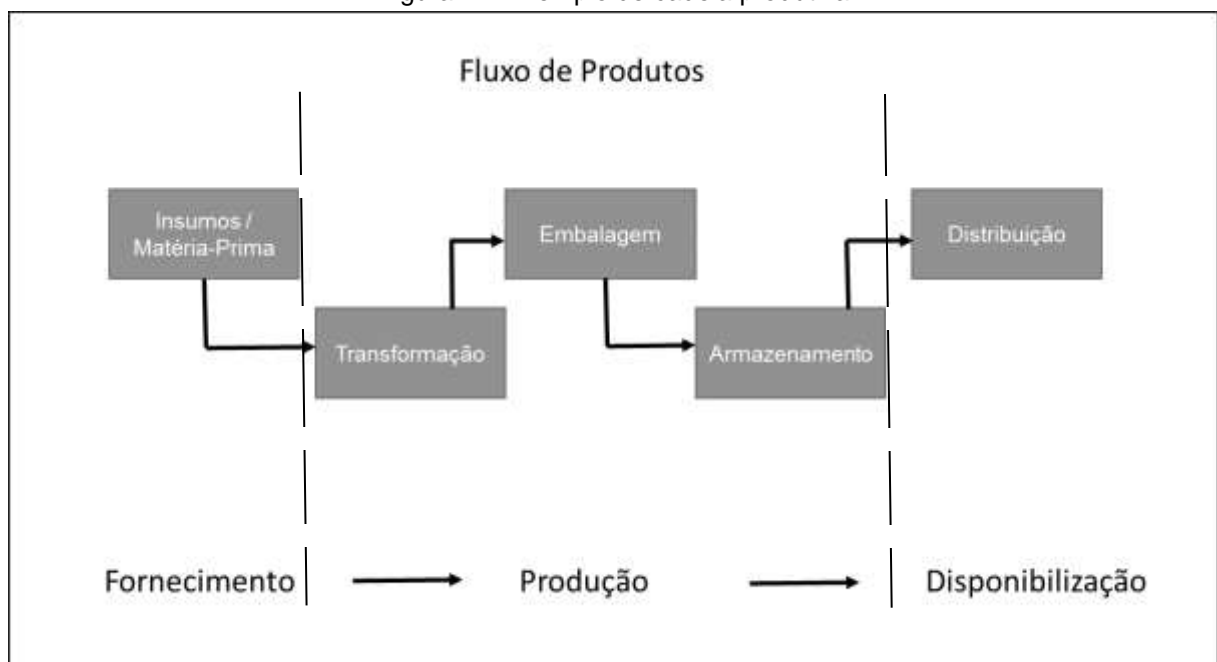 Fluxo de Produtos
Insumos /
Matéria-Prima
Embalagem
Distribuição
Transformação
Armazenamento
Fornecimento
Produção
Disponibilização